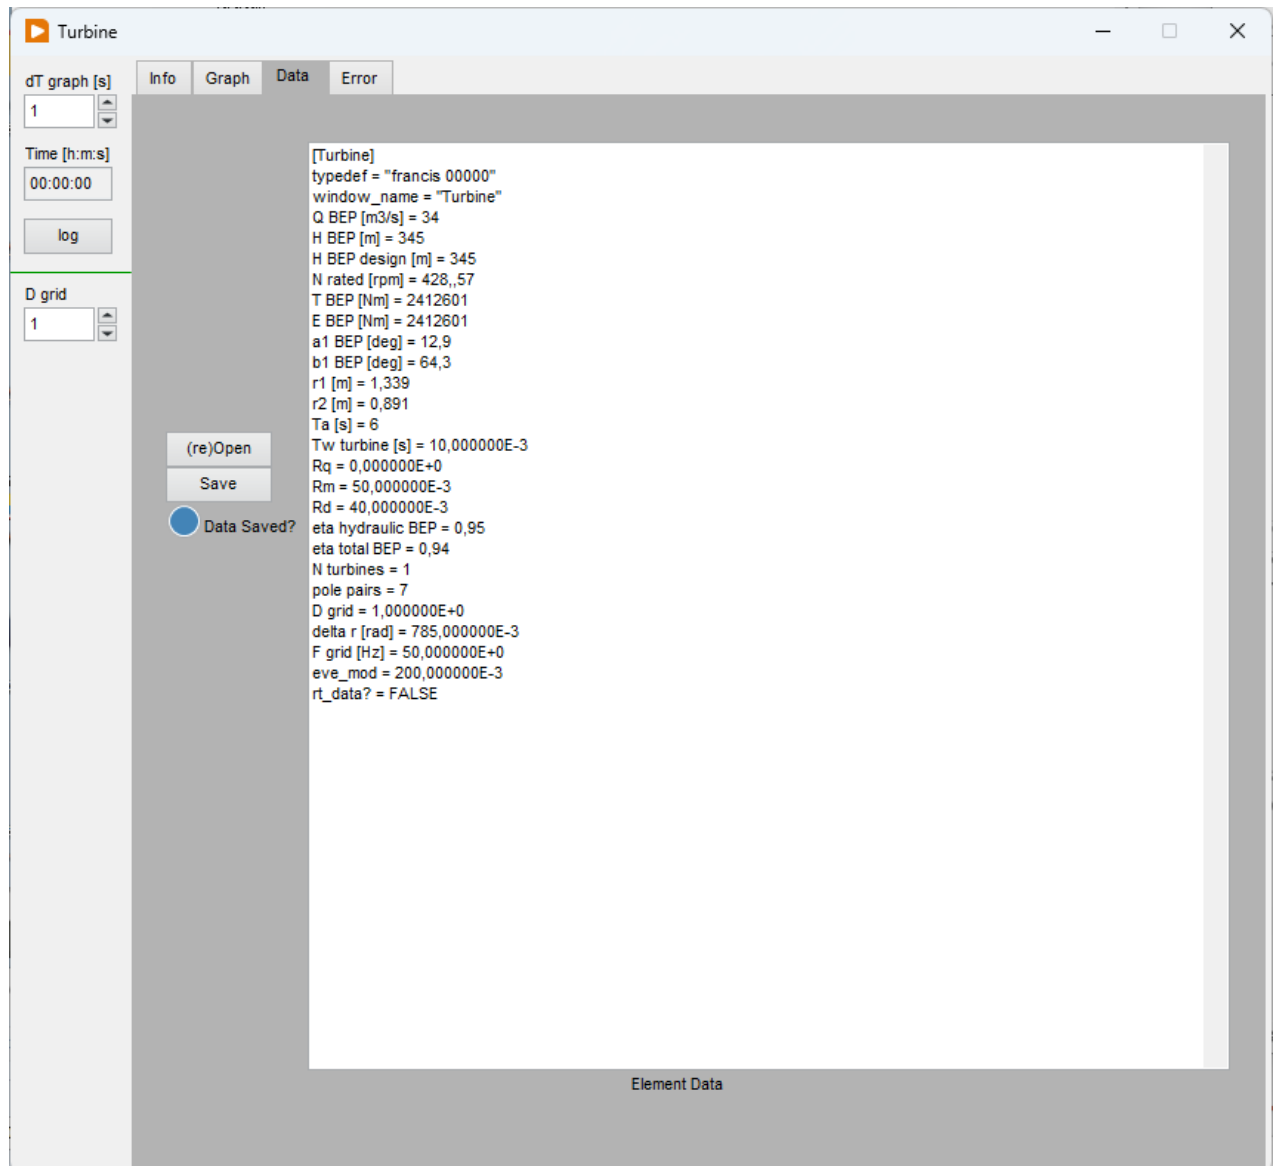 Turbine
dT graph [s]
1
Time [h:m:s]
00:00:00
log
D grid
1
Info Graph Data Error
(re)Open
Save
Data Saved?
[Turbine]
typedef = "francis 00000"
window_name = "Turbine"
Q BEP [m3/s] = 34
H BEP [m] = 345
H BEP design [m] = 345
N rated [rpm] = 428,,57
T BEP [Nm] = 2412601
E BEP [Nm] = 2412601
a1 BEP [deg] = 12,9
b1 BEP [deg] = 64,3
r1 [m] = 1,339
r2 [m] = 0,891
Ta [s] = 6
Tw turbine [s] = 10,000000E-3
Rq = 0,000000E+0
Rm = 50,000000E-3
Rd = 40,000000E-3
eta hydraulic BEP = 0,95
eta total BEP = 0,94
N turbines = 1
pole pairs = 7
D grid = 1,000000E+0
delta r [rad] = 785,000000E-3
F grid [Hz] = 50,000000E+0
eve_mod = 200,000000E-3
rt_data? = FALSE
Element Data